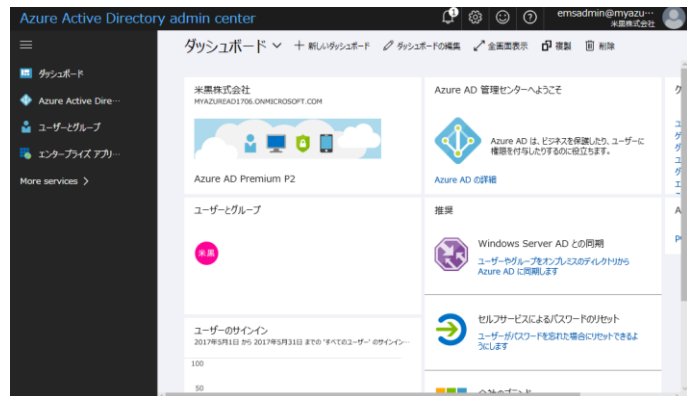 Azure Active Directory admin center
1
emsadmin@myazu…
米黒株式会社
ダッシュボード
新しいダッシュボード
ダッシュボードの編集
全画面表示
複製
削除
ダッシュボード
Azure Active Dire…
ユーザーとグループ
エンタープライズ アプリ…
More services
米黒株式会社
MYAZUREAD1706.ONMICROSOFT.COM
Azure AD Premium P2
Azure AD 管理センターへようこそ
Azure AD は、ビジネスを保護したり、ユーザーに
権限を付与したりするのに役立ちます。
Azure AD の詳細
ユーザーとグループ
米黒
推奨
Windows Server AD との同期
ユーザーやグループをオンプレミスのディレクトリから
Azure AD に同期します
セルフサービスによるパスワードのリセット
ユーザーがパスワードを忘れた場合にリセットできるよ
うにします
ユーザーのサインイン
2017年5月1日 から 2017年5月31日 までの 'すべてのユーザー' のサインイン…
100
50